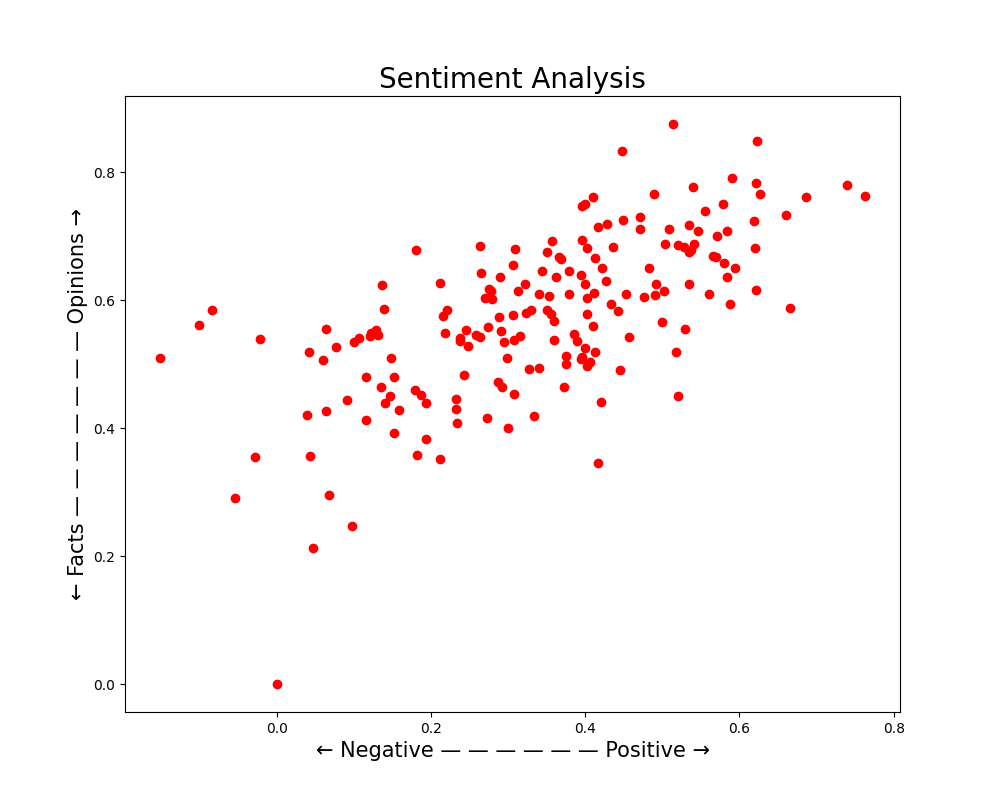 Sentiment Analysis
← Facts — — — — — — Opinions →
0.8
0.6
0.4
0.2
0.0
0.0 0.2 0.4 0.6 0.8
← Negative — — — — — — Positive →